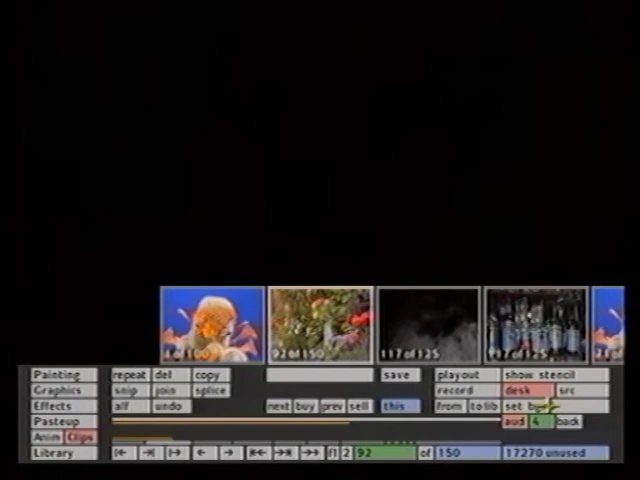 92 of 150
117 of 125
Painting repeat del copy save playout show stencil
Graphics snip join splice record desk src
Effects all undo next buy prev sell this from to lib set
Pasteup aud 4 back
Anim Clips
Library 2 92 of 150 17270 unused